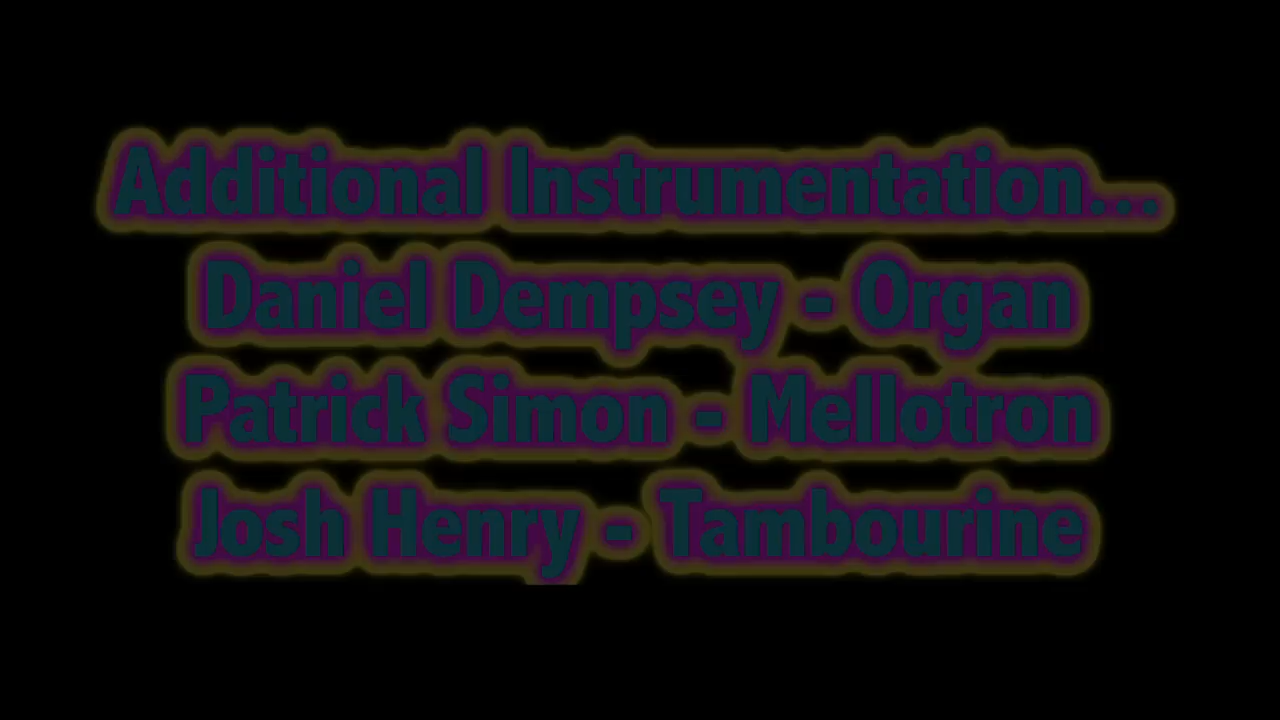 Additional Instrumentation...
Daniel Dempsey - Organ
Patrick Simon - Mellotron
Josh Henry - Tambourine